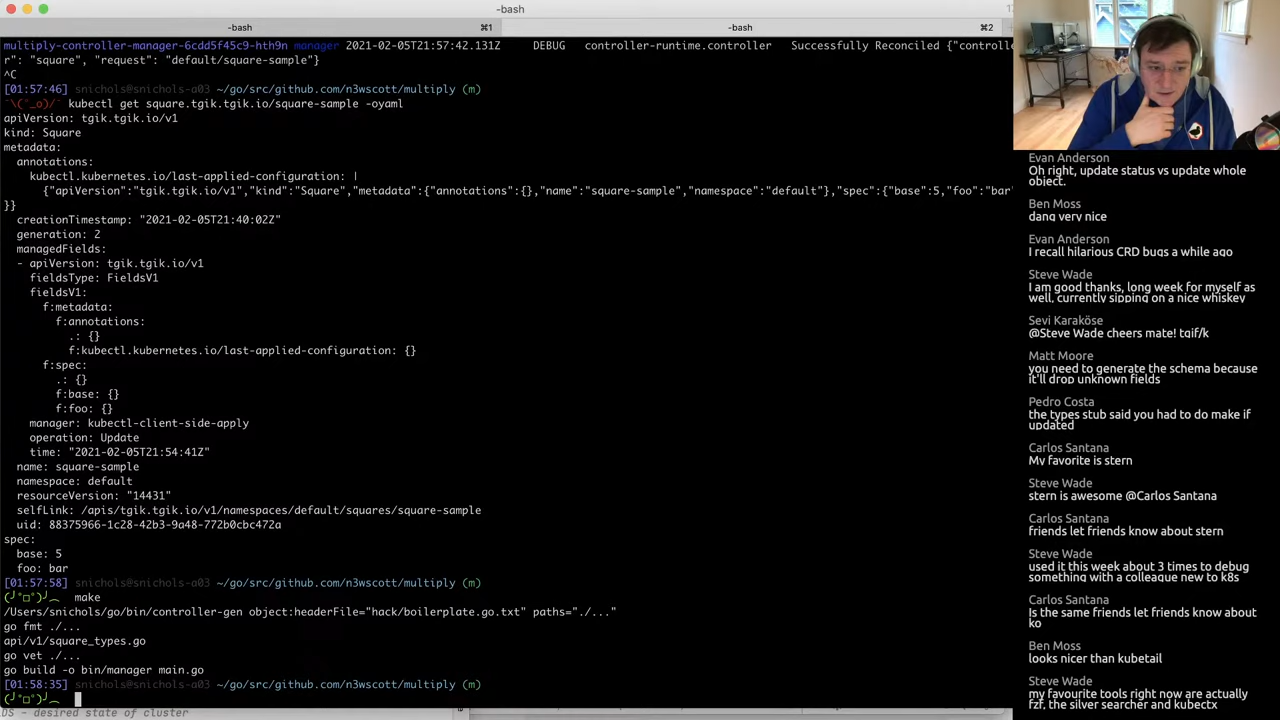 -bash
-bash
⌘1
-bash
⌘2
multiply-controller-manager-6cdd5f45c9-hth9n manager 2021-02-05T21:57:42.131Z DEBUG controller-runtime.controller Successfully Reconciled {"controlle
r": "square", "request": "default/square-sample"}
^C
[01:57:46] snichols@snichols-a03 ~/go/src/github.com/n3wscott/multiply (m)
¯\(°_o)/¯ kubectl get square.tgik.tgik.io/square-sample -oyaml
apiVersion: tgik.tgik.io/v1
kind: Square
metadata:
  annotations:
    kubectl.kubernetes.io/last-applied-configuration: |
      {"apiVersion":"tgik.tgik.io/v1","kind":"Square","metadata":{"annotations":{},"name":"square-sample","namespace":"default"},"spec":{"base":5,"foo":"bar"
}}
  creationTimestamp: "2021-02-05T21:40:02Z"
  generation: 2
  managedFields:
  - apiVersion: tgik.tgik.io/v1
    fieldsType: FieldsV1
    fieldsV1:
      f:metadata:
        f:annotations:
          .: {}
          f:kubectl.kubernetes.io/last-applied-configuration: {}
      f:spec:
        .: {}
        f:base: {}
        f:foo: {}
    manager: kubectl-client-side-apply
    operation: Update
    time: "2021-02-05T21:54:41Z"
  name: square-sample
  namespace: default
  resourceVersion: "14431"
  selfLink: /apis/tgik.tgik.io/v1/namespaces/default/squares/square-sample
  uid: 88375966-1c28-42b3-9a48-772b0cbc472a
spec:
  base: 5
  foo: bar
[01:57:58] snichols@snichols-a03 ~/go/src/github.com/n3wscott/multiply (m)
(╯°□°)╯︵ make
/Users/snichols/go/bin/controller-gen object:headerFile="hack/boilerplate.go.txt" paths="./..."
go fmt ./...
api/v1/square_types.go
go vet ./...
go build -o bin/manager main.go
[01:58:35] snichols@snichols-a03 ~/go/src/github.com/n3wscott/multiply (m)
(╯°□°)╯︵
DS - desired state of cluster
Evan Anderson
Oh right, update status vs update whole
object.
Ben Moss
dang very nice
Evan Anderson
I recall hilarious CRD bugs a while ago
Steve Wade
I am good thanks, long week for myself as
well, currently sipping on a nice whiskey
Sevi Karaköse
@Steve Wade cheers mate! tgif/k
Matt Moore
you need to generate the schema because
it'll drop unknown fields
Pedro Costa
the types stub said you had to do make if
updated
Carlos Santana
My favorite is stern
Steve Wade
stern is awesome @Carlos Santana
Carlos Santana
friends let friends know about stern
Steve Wade
used it this week about 3 times to debug
something with a colleague new to k8s
Carlos Santana
Is the same friends let friends know about
ko
Ben Moss
looks nicer than kubetail
Steve Wade
my favourite tools right now are actually
fzf, the silver searcher and kubectx